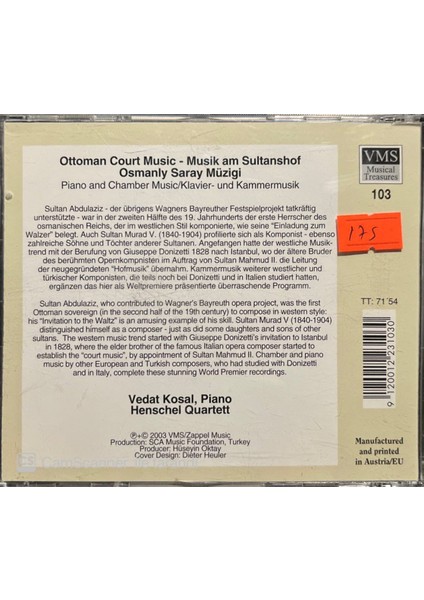 Ottoman Court Music - Musik am Sultanshof
Osmanly Saray Müzigi
Piano and Chamber Music/Klavier- und Kammermusik
Sultan Abdulaziz - der übrigens Wagners Bayreuther Festspielprojekt tatkräftig
unterstützte - war in der zweiten Hälfte des 19. Jahrhunderts der erste Herrscher des
osmanischen Reichs, der im westlichen Stil komponierte, wie seine "Einladung zum
Walzer" belegt. Auch Sultan Murad V. (1840-1904) profilierte sich als Komponist - ebenso
zahlreiche Söhne und Töchter anderer Sultanen. Angefangen hatte der westliche Musik-
trend mit der Berufung von Giuseppe Donizetti 1828 nach Istanbul, wo der ältere Bruder
des berühmten Opernkomponisten im Auftrag von Sultan Mahmud II. die Leitung
der neugegründeten "Hofmusik" übernahm. Kammermusik weiterer europäischer und
türkischer Komponisten, die bei Donizetti und in Italien studiert hatten,
ergänzen das hier als Weltpremiere präsentierte überraschende Programm.
Sultan Abdulaziz, who contributed to Wagner's Bayreuth opera project, was the first
Ottoman sovereign (in the second half of the 19th century) to compose in western style:
his "Invitation to the Waltz" is an amusing example of his skill. Sultan Murad V (1840-1904)
distinguished himself as a composer - just as did some daughters and sons of other
sultans. The western music trend started with Giuseppe Donizetti's invitation to Istanbul
in 1828, where the elder brother of the famous Italian opera composer started to
establish the "court music", by appointment of Sultan Mahmud II. Chamber and piano
music by other European and Turkish composers, who had studied with Donizetti
and in Italy, complete these stunning World Premier recordings.
Vedat Kosal, Piano
Henschel Quartett
℗+© 2003 VMS/Zappel Music
Production: SCA Music Foundation, Turkey
Producer: Hüseyin Oktay
Cover Design: Dieter Heuler
VMS
Musical
Treasures
103
175
TT: 71´54
9120012231030
Manufactured
and printed
in Austria/EU